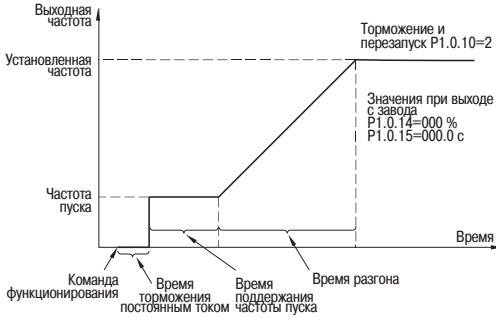 Выходная
частота
Торможение и
перезапуск P1.0.10=2
Установленная
частота
Значения при выходе
с завода
P1.0.14=000 %
P1.0.15=000.0 с
Частота
пуска
Время
Команда
функционирования
Время
торможения
постоянным током
Время
поддержания
частоты пуска
Время разгона